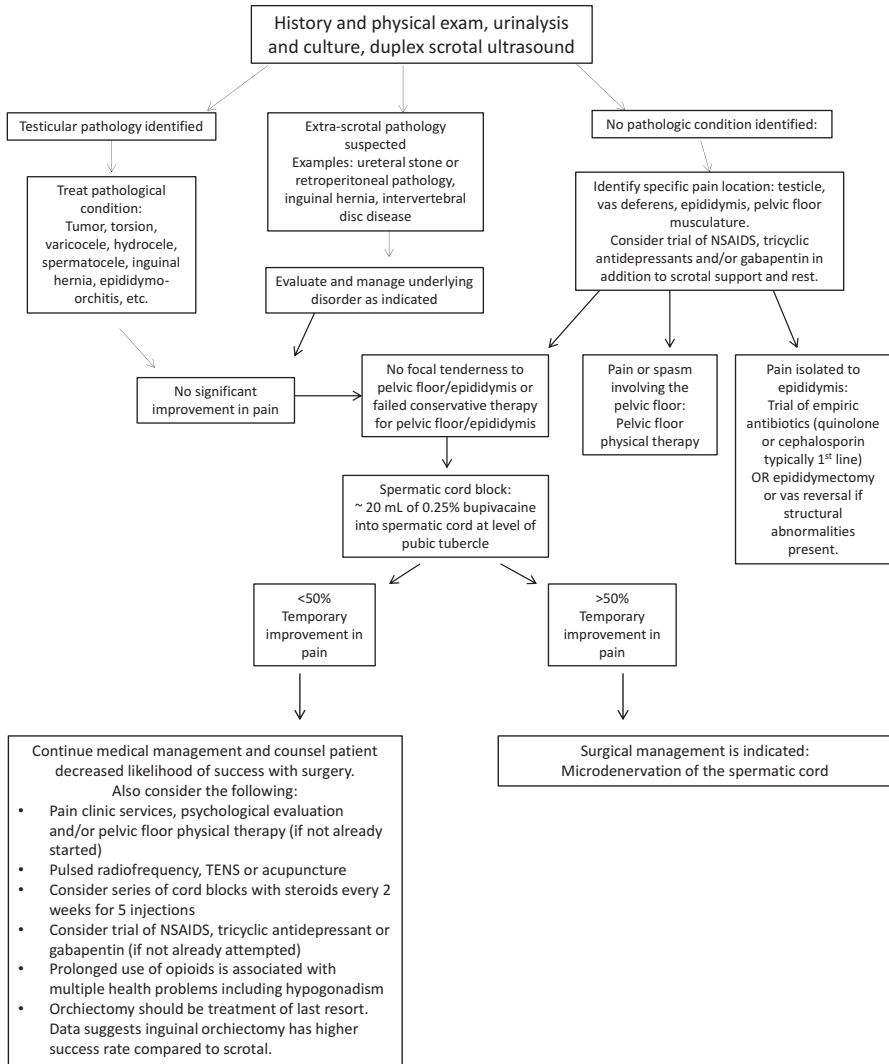 History and physical exam, urinalysis
and culture, duplex scrotal ultrasound
Testicular pathology identified
Extra-scrotal pathology
suspected
Examples: ureteral stone or
retroperitoneal pathology,
inguinal hernia, intervertebral
disc disease
No pathologic condition identified:
Treat pathological
condition:
Tumor, torsion,
varicocele, hydrocele,
spermatocele, inguinal
hernia, epididymo-
orchitis, etc.
Evaluate and manage underlying
disorder as indicated
Identify specific pain location: testicle,
vas deferens, epididymis, pelvic floor
musculature.
Consider trial of NSAIDS, tricyclic
antidepressants and/or gabapentin in
addition to scrotal support and rest.
No significant
improvement in pain
No focal tenderness to
pelvic floor/epididymis or
failed conservative therapy
for pelvic floor/epididymis
Pain or spasm
involving the
pelvic floor:
Pelvic floor
physical therapy
Pain isolated to
epididymis:
Trial of empiric
antibiotics (quinolone
or cephalosporin
typically 1st line)
OR epididymectomy
or vas reversal if
structural
abnormalities
present.
Spermatic cord block:
~ 20 mL of 0.25% bupivacaine
into spermatic cord at level of
pubic tubercle
<50%
Temporary
improvement in
pain
>50%
Temporary
improvement in
pain
Continue medical management and counsel patient
decreased likelihood of success with surgery.
Also consider the following:
• Pain clinic services, psychological evaluation
and/or pelvic floor physical therapy (if not already
started)
• Pulsed radiofrequency, TENS or acupuncture
• Consider series of cord blocks with steroids every 2
weeks for 5 injections
• Consider trial of NSAIDS, tricyclic antidepressant or
gabapentin (if not already attempted)
• Prolonged use of opioids is associated with
multiple health problems including hypogonadism
• Orchiectomy should be treatment of last resort.
Data suggests inguinal orchiectomy has higher
success rate compared to scrotal.
Surgical management is indicated:
Microdenervation of the spermatic cord